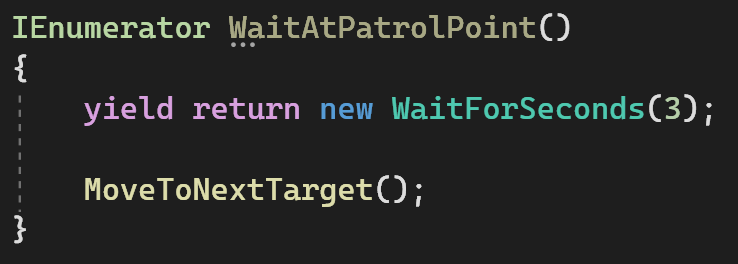 IEnumerator WaitAtPatrolPoint()
{
yield return new WaitForSeconds(3);
MoveToNextTarget();
}